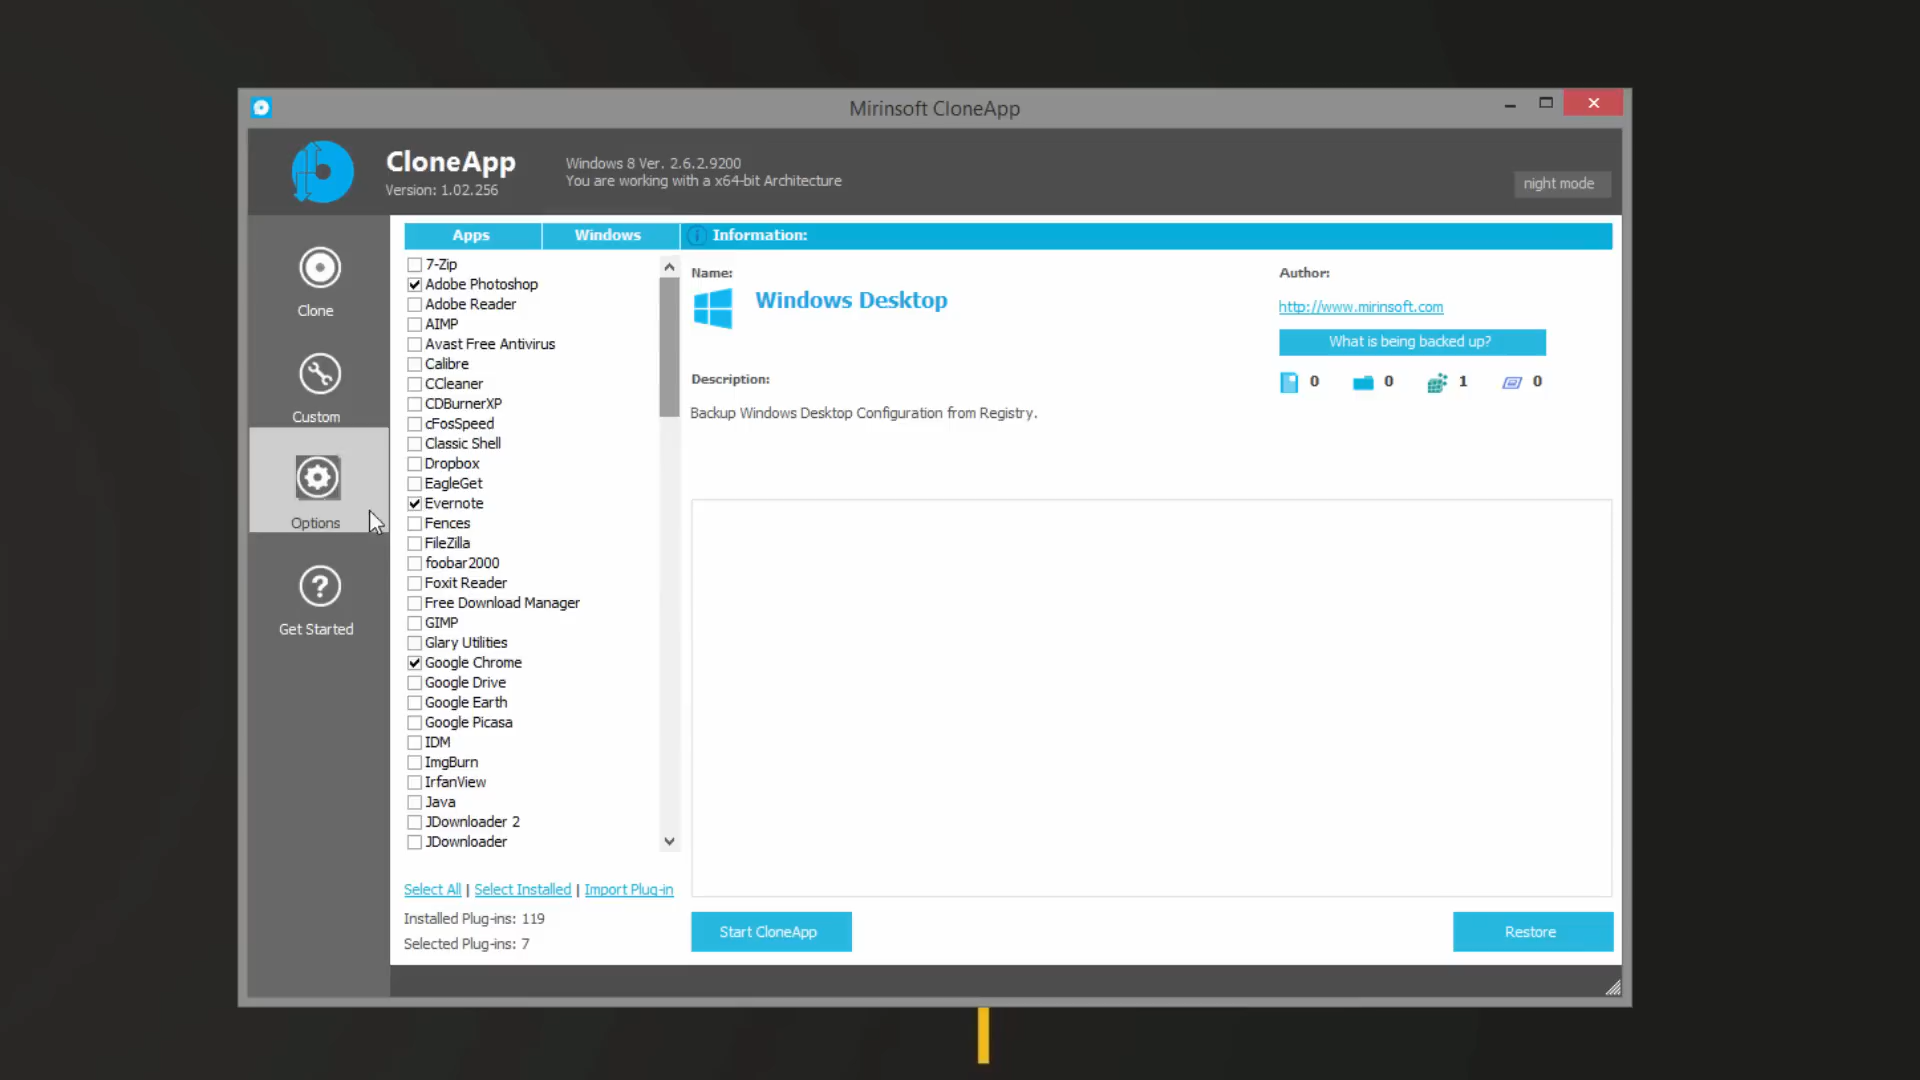 Mirinsoft CloneApp
CloneApp
Version: 1.02.256
Windows 8 Ver. 2.6.2.9200
You are working with a x64-bit Architecture
night mode
Clone
Custom
Options
Get Started
Apps
Windows
7-Zip
Adobe Photoshop
Adobe Reader
AIMP
Avast Free Antivirus
Calibre
CCleaner
CDBurnerXP
cFosSpeed
Classic Shell
Dropbox
EagleGet
Evernote
Fences
FileZilla
foobar2000
Foxit Reader
Free Download Manager
GIMP
Glary Utilities
Google Chrome
Google Drive
Google Earth
Google Picasa
IDM
ImgBurn
IrfanView
Java
JDownloader 2
JDownloader
Select All | Select Installed | Import Plug-in
Installed Plug-ins: 119
Selected Plug-ins: 7
Information:
Name:
Windows Desktop
Description:
Backup Windows Desktop Configuration from Registry.
Author:
http://www.mirinsoft.com
What is being backed up?
0 0 1 0
Start CloneApp
Restore